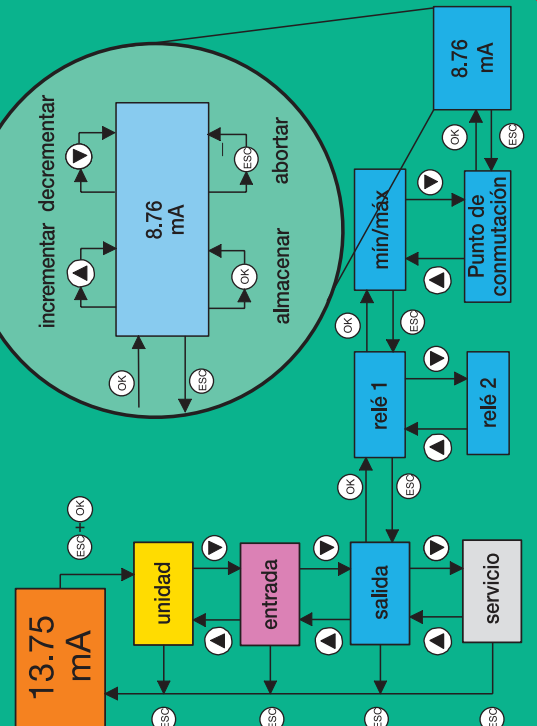 13.75
mA
ESC + OK
incrementar
decrementar
OK
8.76
mA
ESC
OK
ESC
almacenar
abortar
ESC
unidad
ESC
entrada
ESC
salida
OK
ESC
relé 1
OK
ESC
mín/máx
ESC
servicio
relé 2
Punto de
conmutación
OK
ESC
8.76
mA